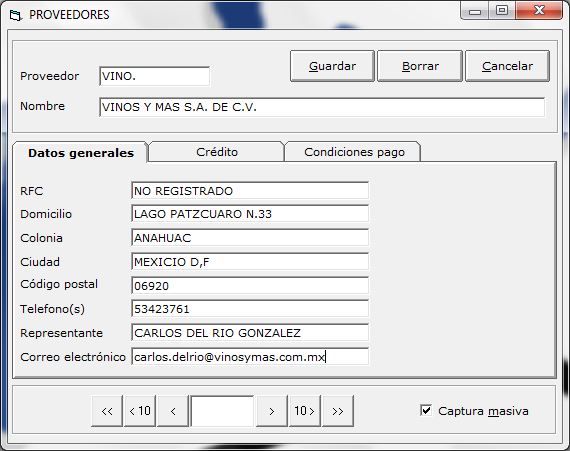 PROVEEDORES
Proveedor VINO. Guardar Borrar Cancelar
Nombre VINOS Y MAS S.A. DE C.V.
Datos generales Crédito Condiciones pago
RFC NO REGISTRADO
Domicilio LAGO PATZCUARO N.33
Colonia ANAHUAC
Ciudad MEXICIO D,F
Código postal 06920
Telefono(s) 53423761
Representante CARLOS DEL RIO GONZALEZ
Correo electrónico carlos.delrio@vinosymas.com.mx
<< < 10 < > 10 > >> Captura masiva